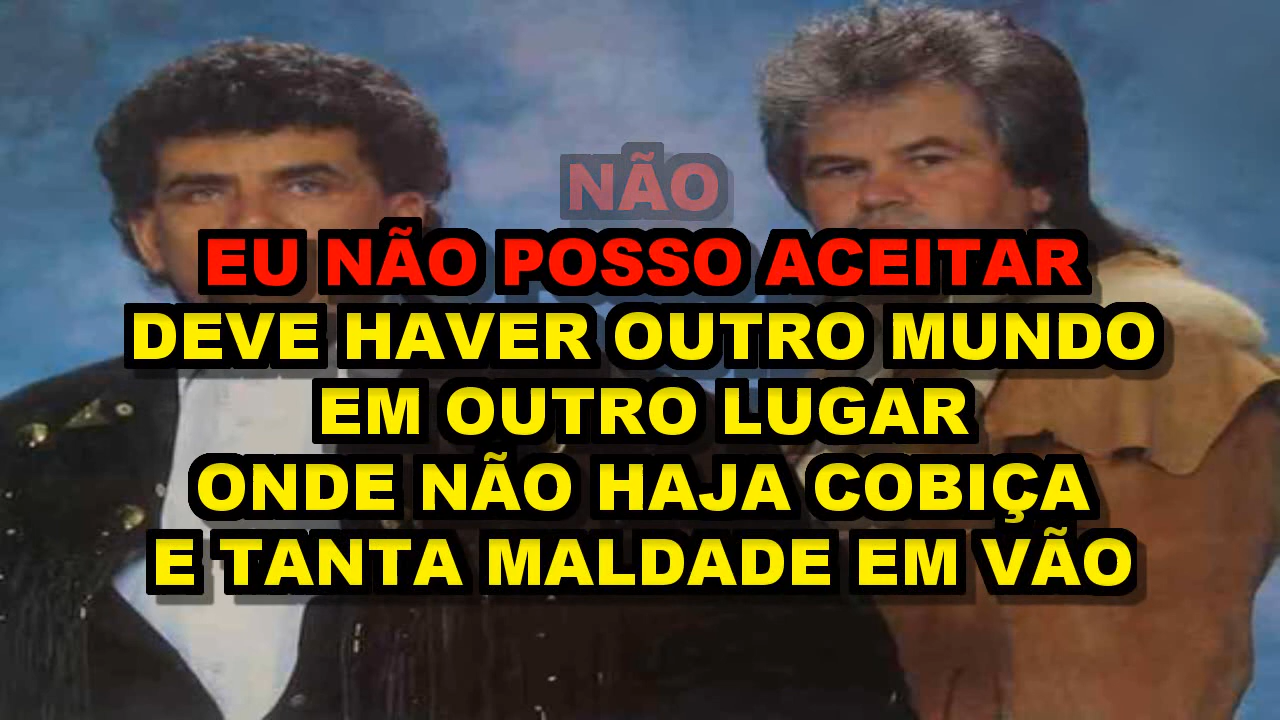 NÃO
EU NÃO POSSO ACEITAR
DEVE HAVER OUTRO MUNDO
EM OUTRO LUGAR
ONDE NÃO HAJA COBIÇA
E TANTA MALDADE EM VÃO